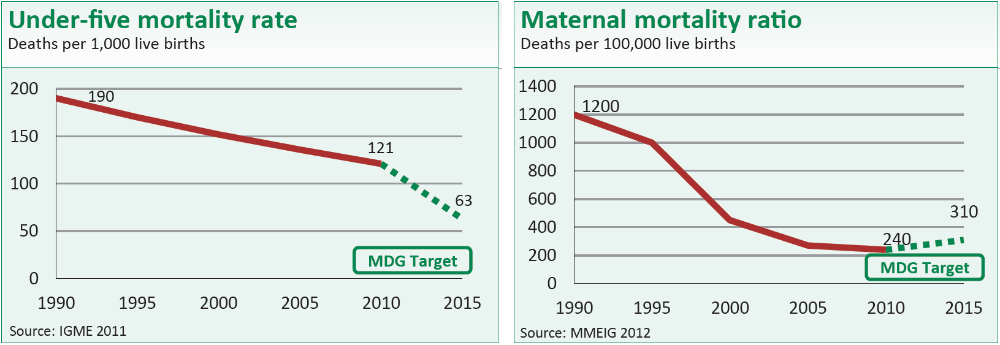 Under-five mortality rate
Deaths per 1,000 live births
200
190
150
121
100
63
50
MDG Target
0
1990 1995 2000 2005 2010 2015
Source: IGME 2011
Maternal mortality ratio
Deaths per 100,000 live births
1400
1200
1200
1000
800
600
310
400
240
200
MDG Target
0
1990 1995 2000 2005 2010 2015
Source: MMEIG 2012